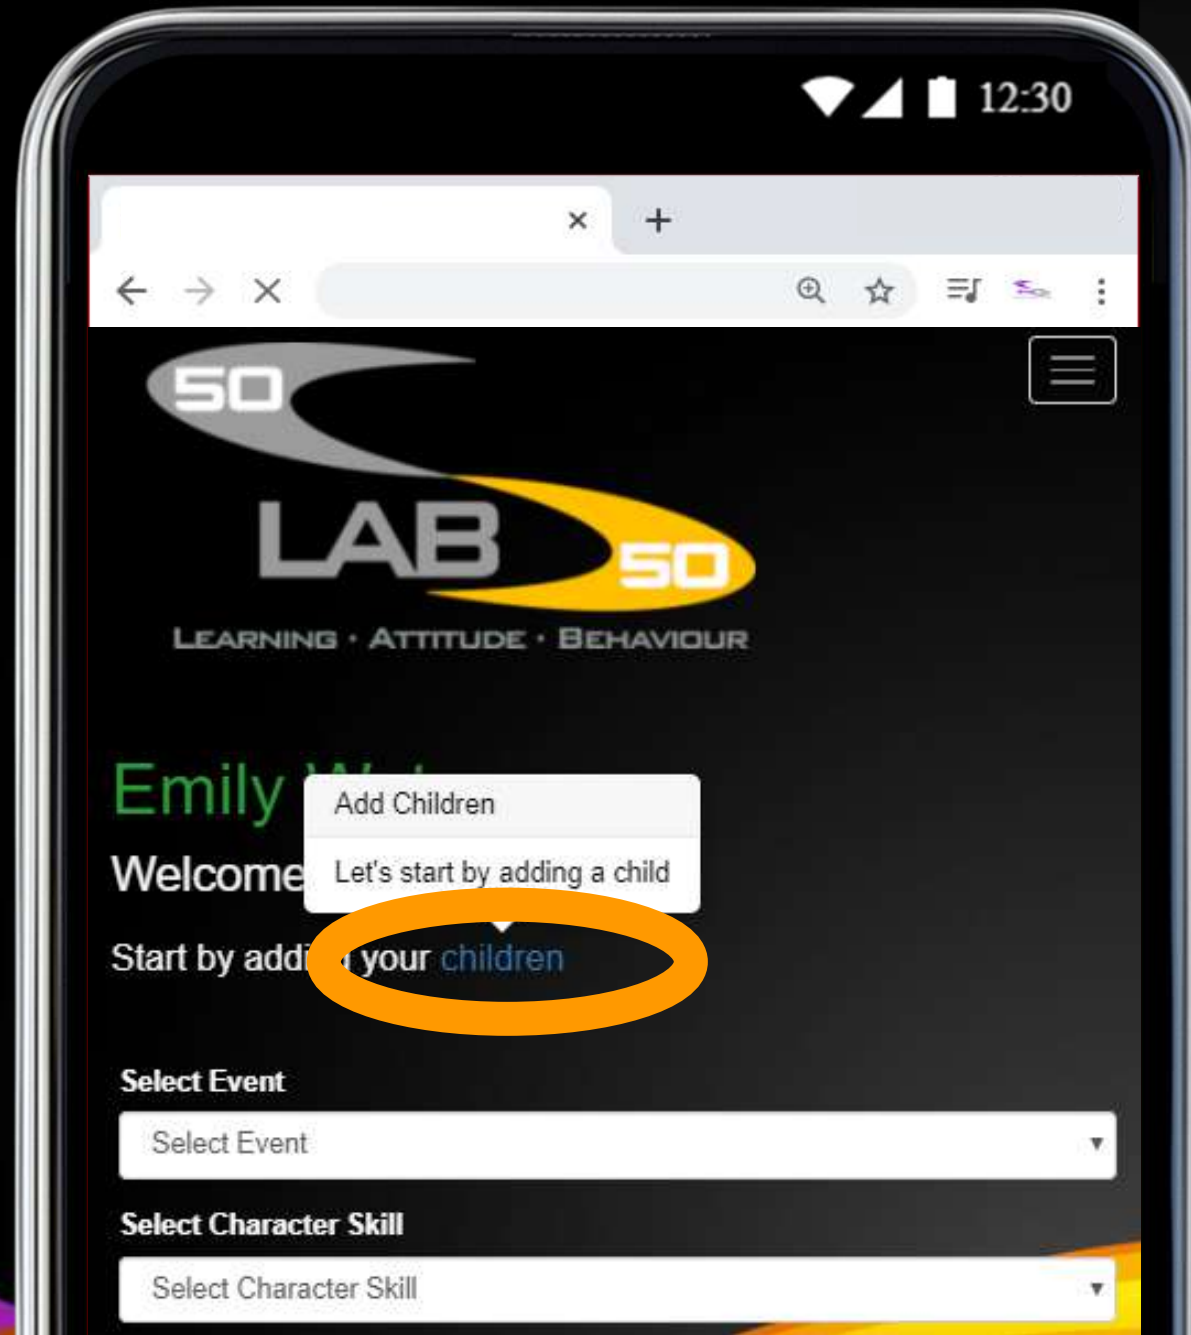 12:30
50
LAB
50
LEARNING · ATTITUDE · BEHAVIOUR
Emily
Add Children
Welcome
Let's start by adding a child
Start by your children
Select Event
Select Event
Select Character Skill
Select Character Skill